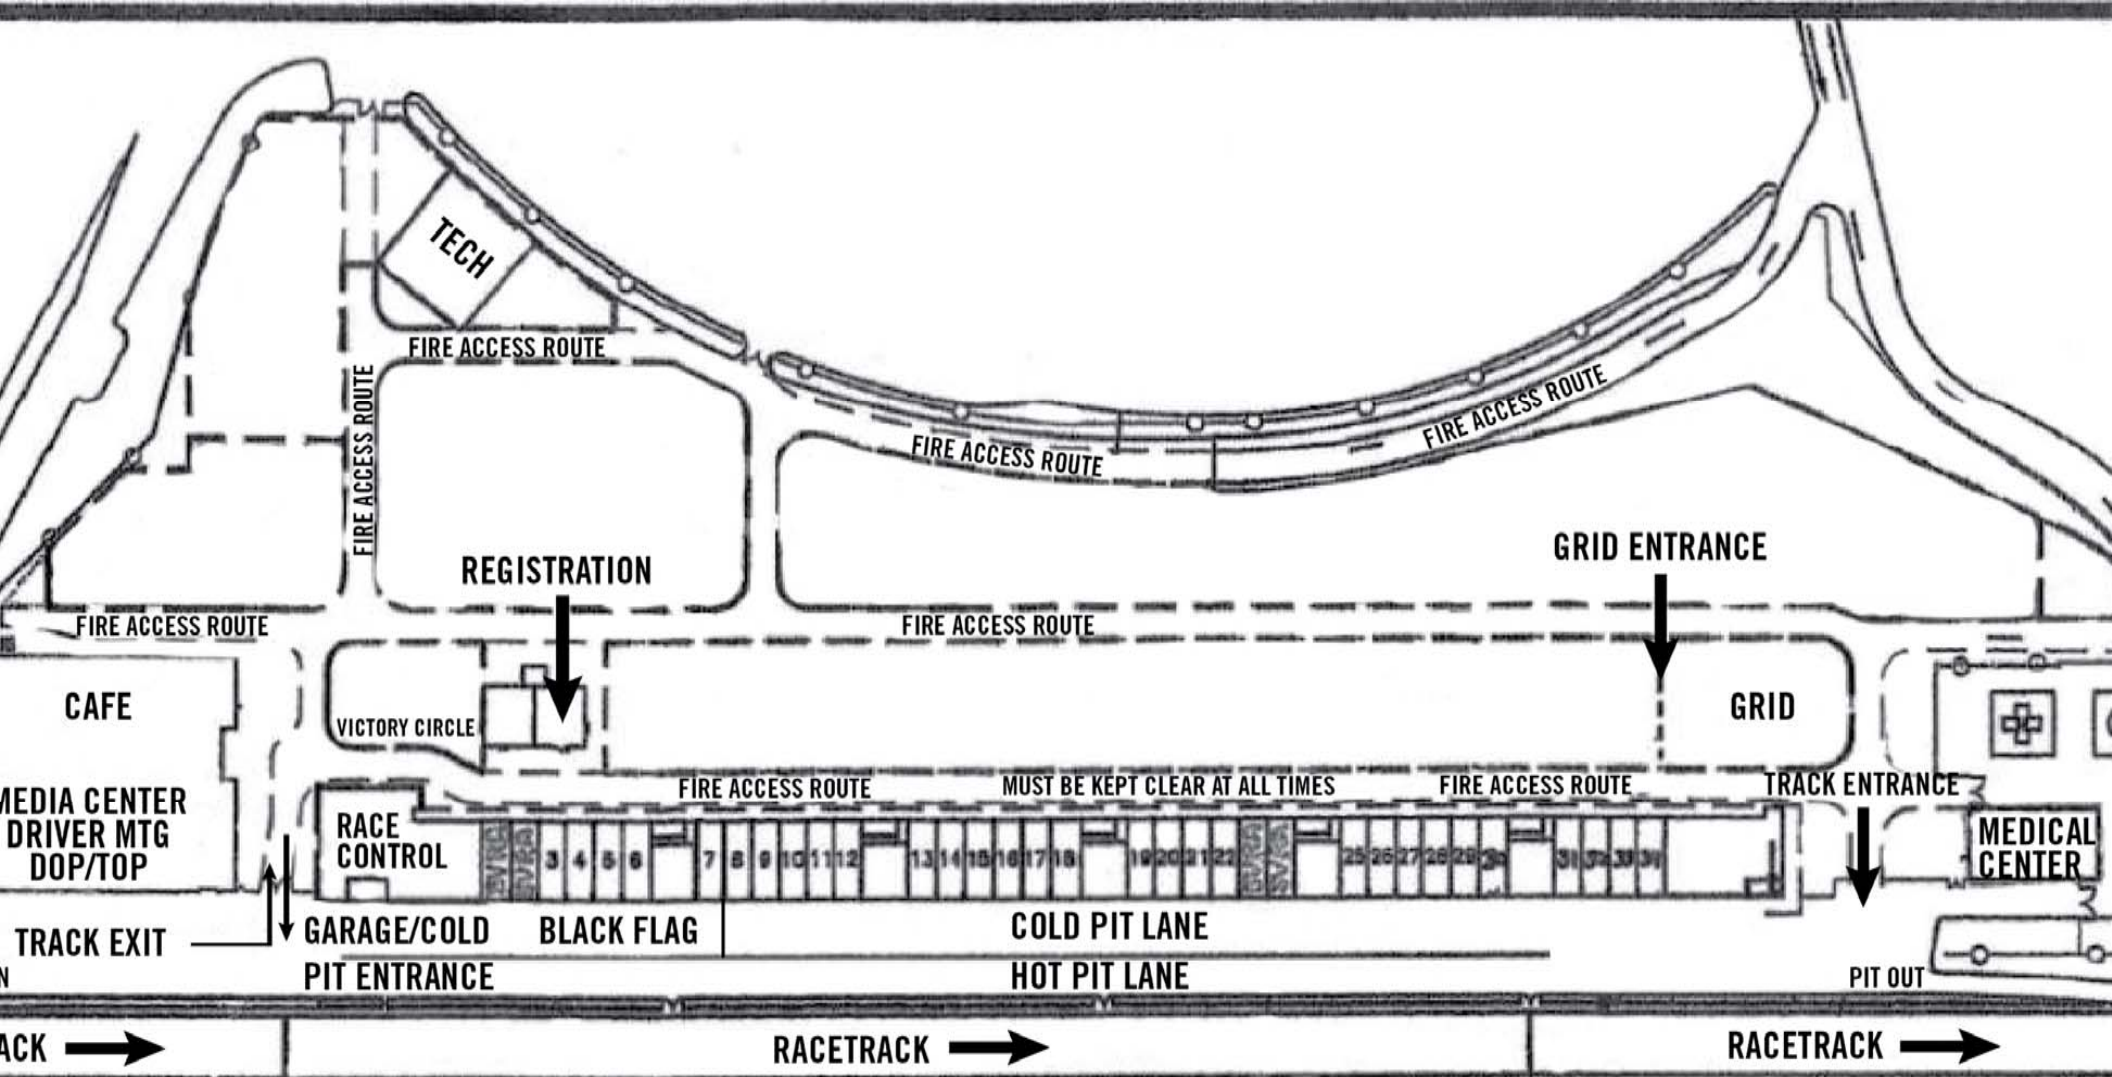 TECH
FIRE ACCESS ROUTE
FIRE ACCESS ROUTE
FIRE ACCESS ROUTE
FIRE ACCESS ROUTE
REGISTRATION
GRID ENTRANCE
FIRE ACCESS ROUTE
FIRE ACCESS ROUTE
CAFE
VICTORY CIRCLE
GRID
FIRE ACCESS ROUTE
MUST BE KEPT CLEAR AT ALL TIMES
FIRE ACCESS ROUTE
TRACK ENTRANCE
MEDIA CENTER
DRIVER MTG
DOP/TOP
RACE
CONTROL
3 4 5 6 7 8 9 10 11 12 13 14 15 16 17 18 19 20 21 22 25 26 27 28 29 30 31 32 33 34
MEDICAL
CENTER
TRACK EXIT
GARAGE/COLD
PIT ENTRANCE
BLACK FLAG
COLD PIT LANE
HOT PIT LANE
PIT OUT
ACK
RACETRACK
RACETRACK